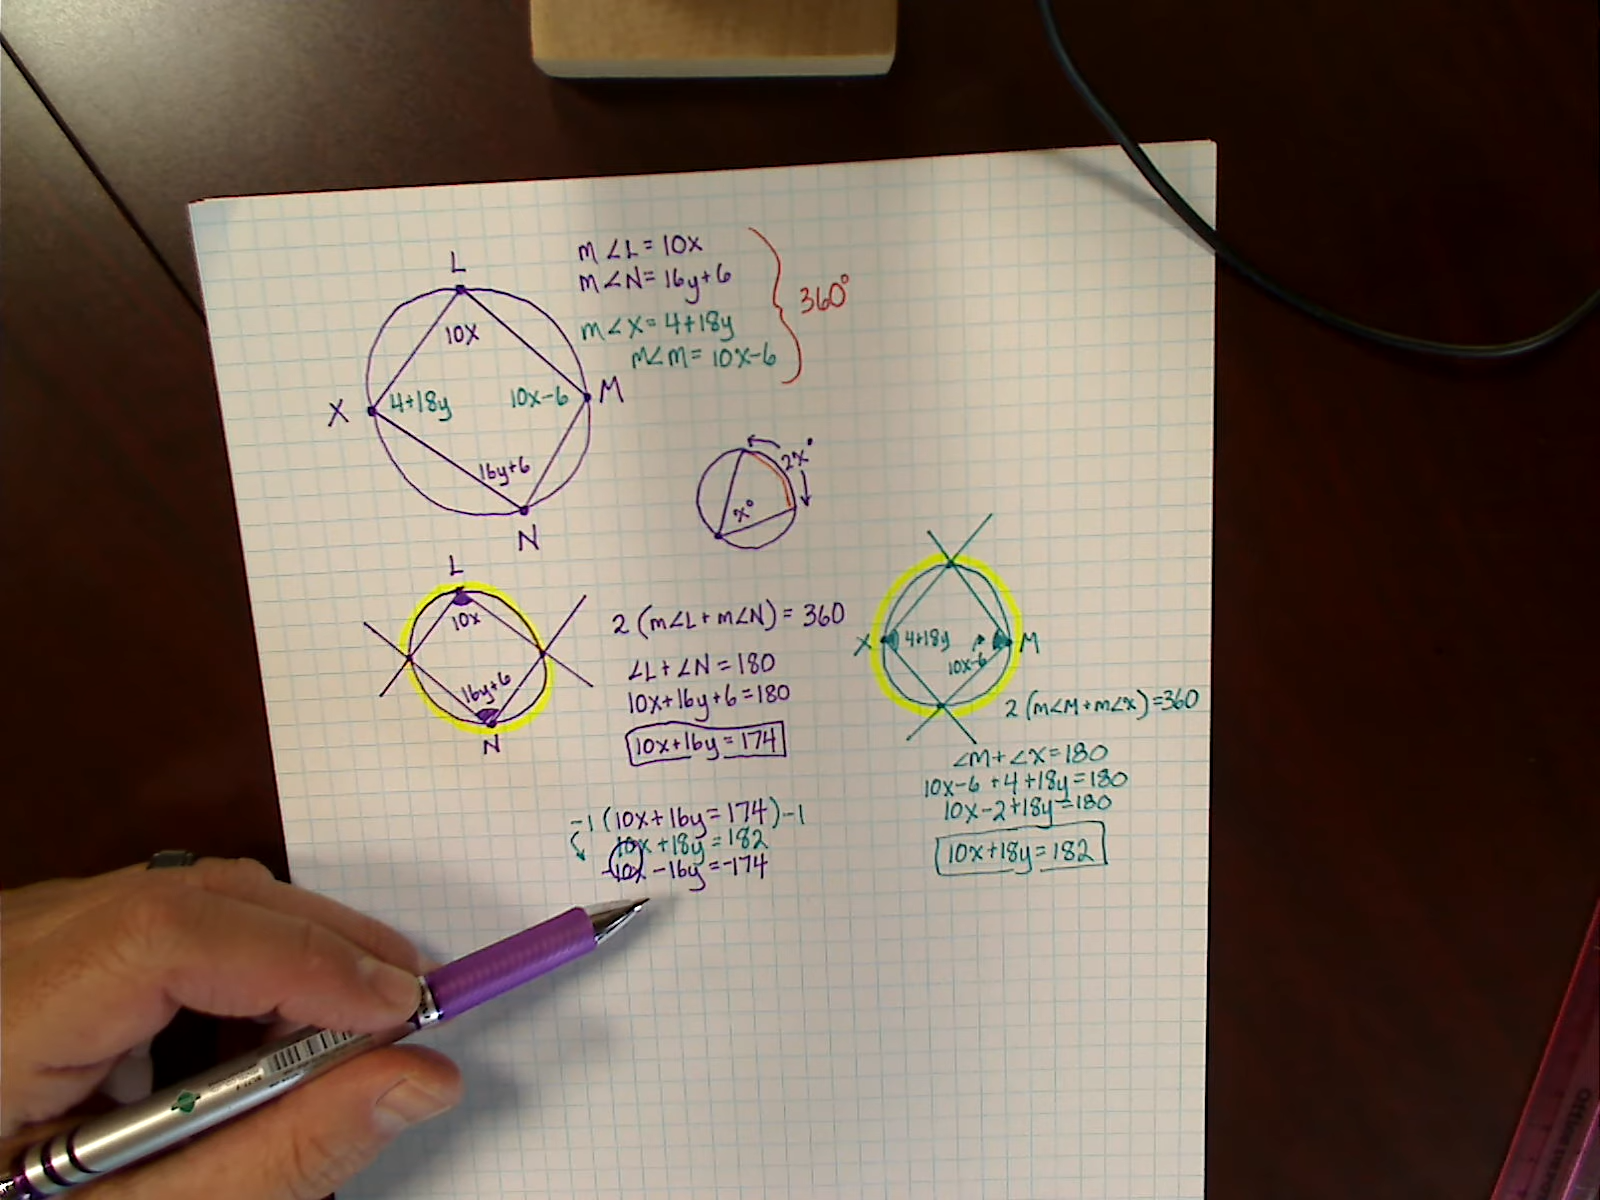 L
m∠L = 10x
m∠N = 16y+6
m∠X = 4+18y
m∠M = 10x-6
360°
10x
X
4+18y
10x-6
M
16y+6
N
2x°
x°
L
10x
16y+6
N
2 (m∠L + m∠N) = 360
∠L + ∠N = 180
10x+16y+6=180
10x+16y = 174
X
4+18y
10x-6
M
2 (m∠M + m∠X) = 360
∠M + ∠X = 180
10x-6 +4 +18y = 180
10x-2+18y = 180
10x+18y = 182
-1 (10x+16y = 174) -1
10x +18y = 182
-10x -16y = -174